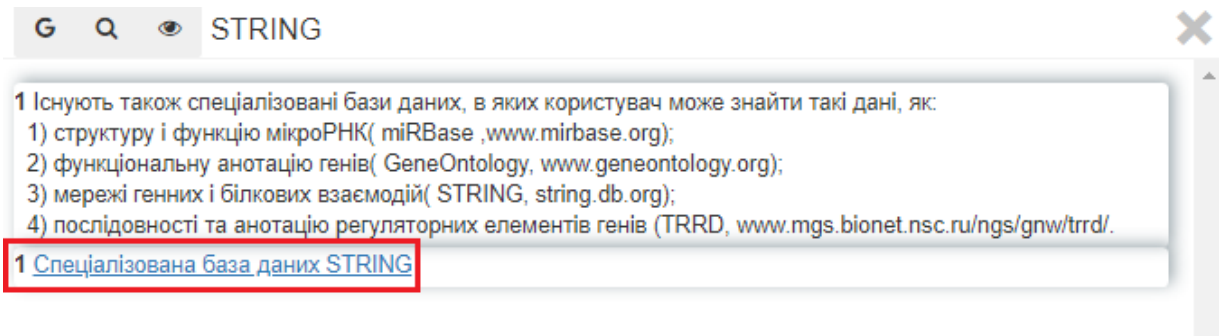 G STRING
1 Існують також спеціалізовані бази даних, в яких користувач може знайти такі дані, як:
1) структуру і функцію мікроРНК( miRBase ,www.mirbase.org);
2) функціональну анотацію генів( GeneOntology, www.geneontology.org);
3) мережі генних і білкових взаємодій( STRING, string.db.org);
4) послідовності та анотацію регуляторних елементів генів (TRRD, www.mgs.bionet.nsc.ru/ngs/gnw/trrd/.
1 Спеціалізована база даних STRING